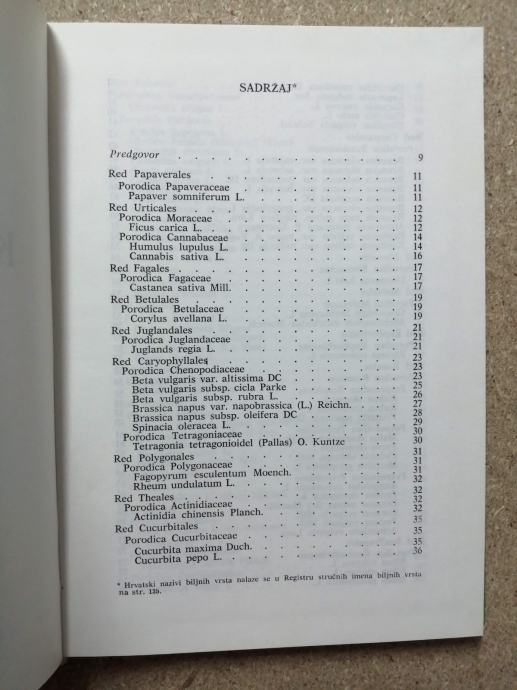 SADRŽAJ*
Predgovor . . . . . . . . . . . 9
Red Papaverales . . . . . . . . . . 11
Porodica Papaveraceae . . . . . . . . 11
Papaver somniferum L. . . . . . . . 11
Red Urticales . . . . . . . . . . 12
Porodica Moraceae . . . . . . . . . 12
Ficus carica L. . . . . . . . . . 12
Porodica Cannabaceae . . . . . . . . 14
Humulus lupulus L. . . . . . . . . 14
Cannabis sativa L. . . . . . . . . 16
Red Fagales . . . . . . . . . . 17
Porodica Fagaceae . . . . . . . . . 17
Castanea sativa Mill. . . . . . . . 17
Red Betulales . . . . . . . . . . 19
Porodica Betulaceae . . . . . . . . 19
Corylus avellana L. . . . . . . . . 19
Red Juglandales . . . . . . . . . 21
Porodica Juglandaceae . . . . . . . . 21
Juglands regia L. . . . . . . . . 21
Red Caryophyllales . . . . . . . . . 23
Porodica Chenopodiaceae . . . . . . . 23
Beta vulgaris var. altissima DC . . . . . 23
Beta vulgaris subsp. cicla Parke . . . . . 25
Beta vulgaris subsp. rubra L. . . . . . 26
Brassica napus var. napobrassica (L.) Reichn. . . . 27
Brassica napus subsp. oleifera DC . . . . . 28
Spinacia oleracea L. . . . . . . . . 29
Porodica Tetragoniaceae . . . . . . . 30
Tetragonia tetragonioidel (Pallas) O. Kuntze . . . 30
Red Polygonales . . . . . . . . . 31
Porodica Polygonaceae . . . . . . . . 31
Fagopyrum esculentum Moench. . . . . . 31
Rheum undulatum L. . . . . . . . . 32
Red Theales . . . . . . . . . . 32
Porodica Actinidiaceae . . . . . . . 32
Actinidia chinensis Planch. . . . . . . 32
Red Cucurbitales . . . . . . . . . 35
Porodica Cucurbitaceae . . . . . . . 35
Cucurbita maxima Duch. . . . . . . . 35
Cucurbita pepo L. . . . . . . . . 36
* Hrvatski nazivi biljnih vrsta nalaze se u Registru stručnih imena biljnih vrsta
na str. 135.